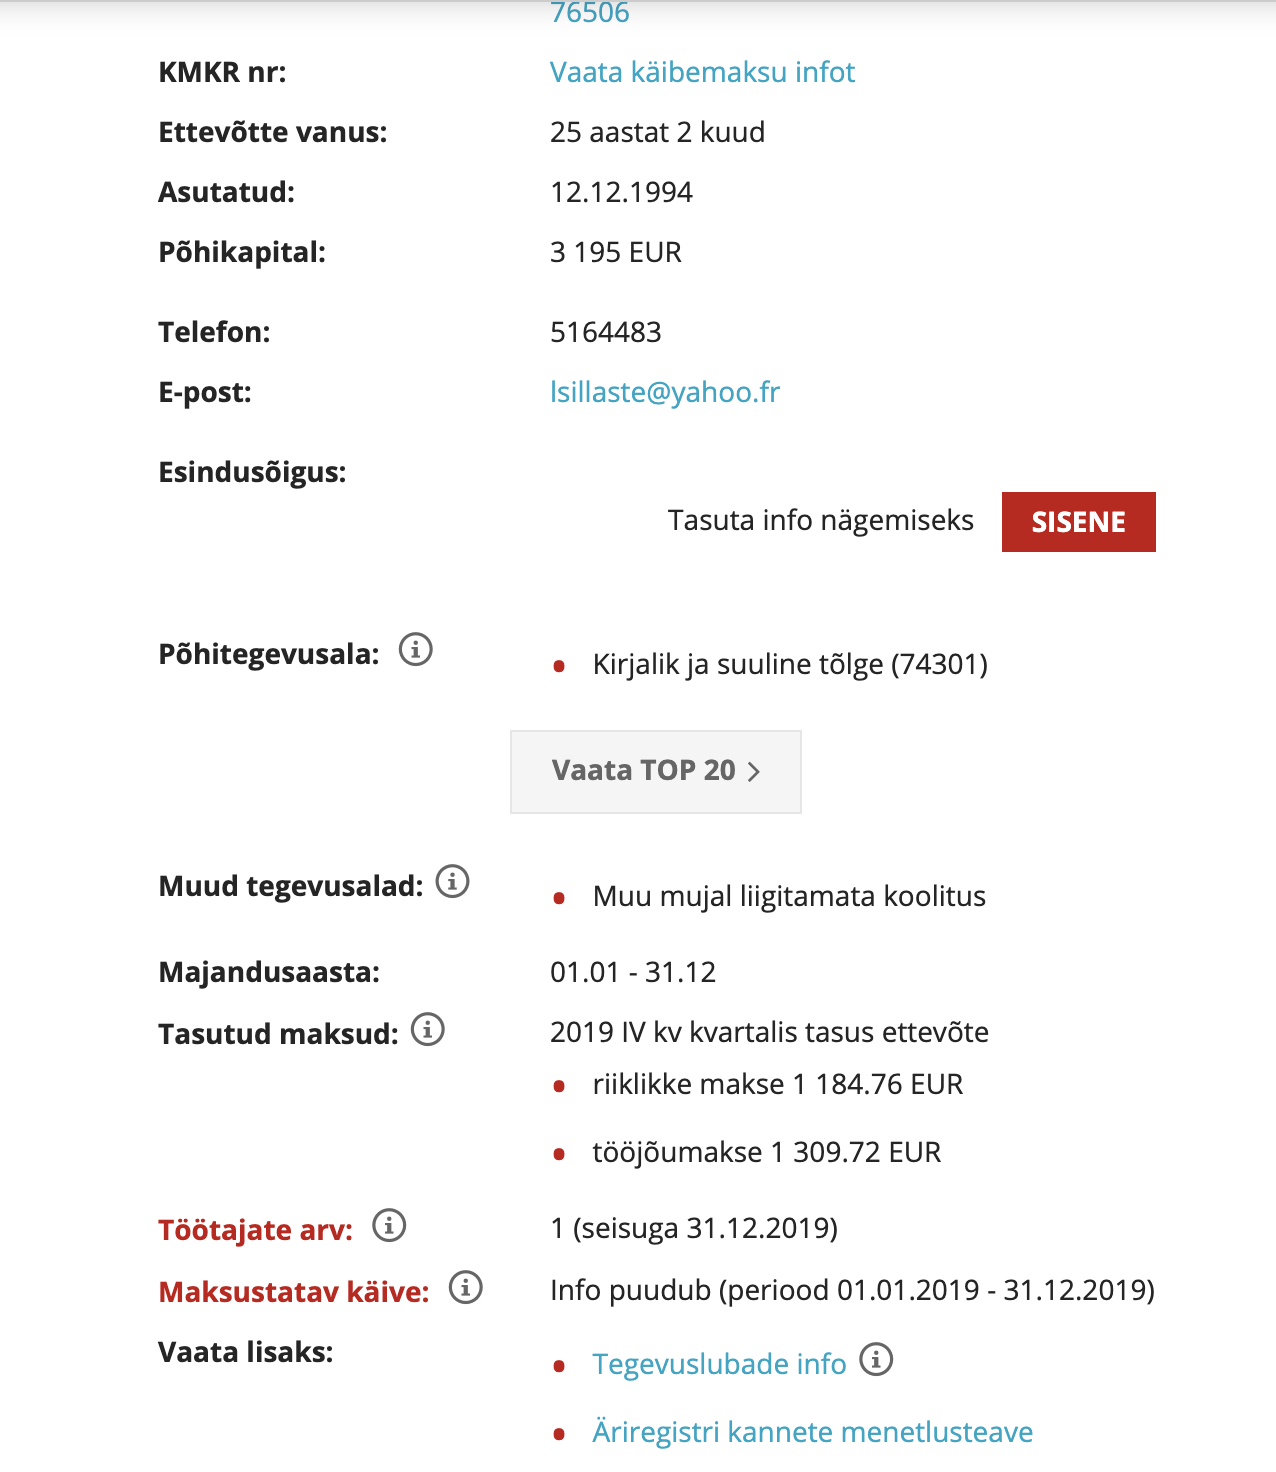 76506
KMKR nr: Vaata käibemaksu infot
Ettevõtte vanus: 25 aastat 2 kuud
Asutatud: 12.12.1994
Põhikapital: 3 195 EUR
Telefon: 5164483
E-post: lsillaste@yahoo.fr
Esindusõigus:
Tasuta info nägemiseks SISENE
Põhitegevusala: Kirjalik ja suuline tõlge (74301)
Vaata TOP 20
Muud tegevusalad: Muu mujal liigitamata koolitus
Majandusaasta: 01.01 - 31.12
Tasutud maksud: 2019 IV kv kvartalis tasus ettevõte
riiklikke makse 1 184.76 EUR
tööjõumakse 1 309.72 EUR
Töötajate arv: 1 (seisuga 31.12.2019)
Maksustatav käive: Info puudub (periood 01.01.2019 - 31.12.2019)
Vaata lisaks: Tegevuslubade info
Äriregistri kannete menetlusteave